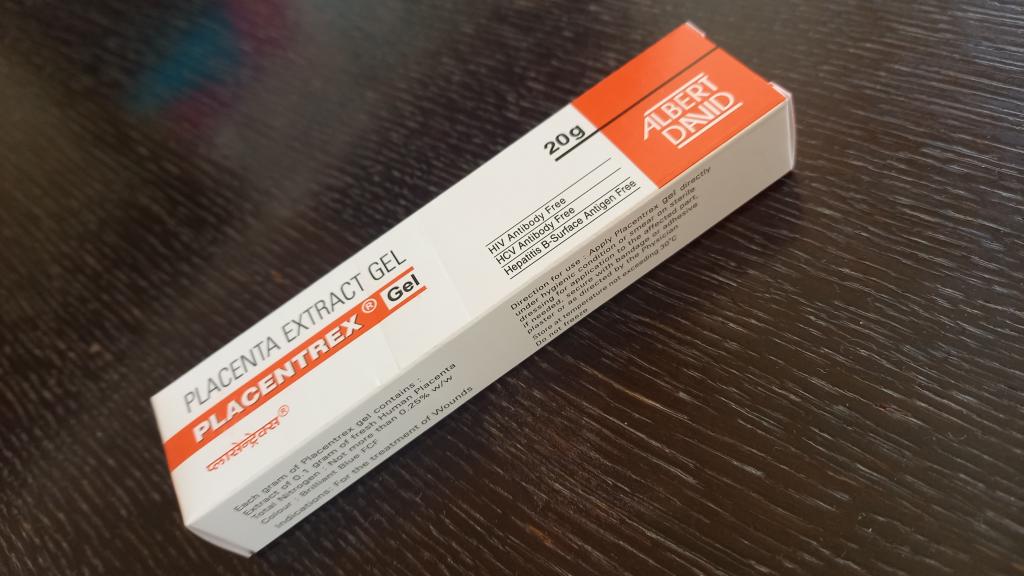 ALBERT
DAVID
20g
HIV Antibody Free
HCV Antibody Free
Hepatitis B-Surface Antigen Free
PLACENTA EXTRACT GEL
PLACENTREX® Gel
प्लासेन्ट्रेक्स®
Direction for use : Apply Placentrex gel directly
under hygienic condition or smear on sterile
dressing for application to the affected part,
if needed, secure with bandage or adhesive
plaster or as directed by the Physician
Store at temperature not exceeding 30°C
Do not freeze
Each gram of Placentrex gel contains :
Extract of 0.1 gram of fresh Human Placenta
Total Nitrogen : Not more than 0.25% w/w
Colour : Brilliant Blue FCF
Indications: For the treatment of Wounds